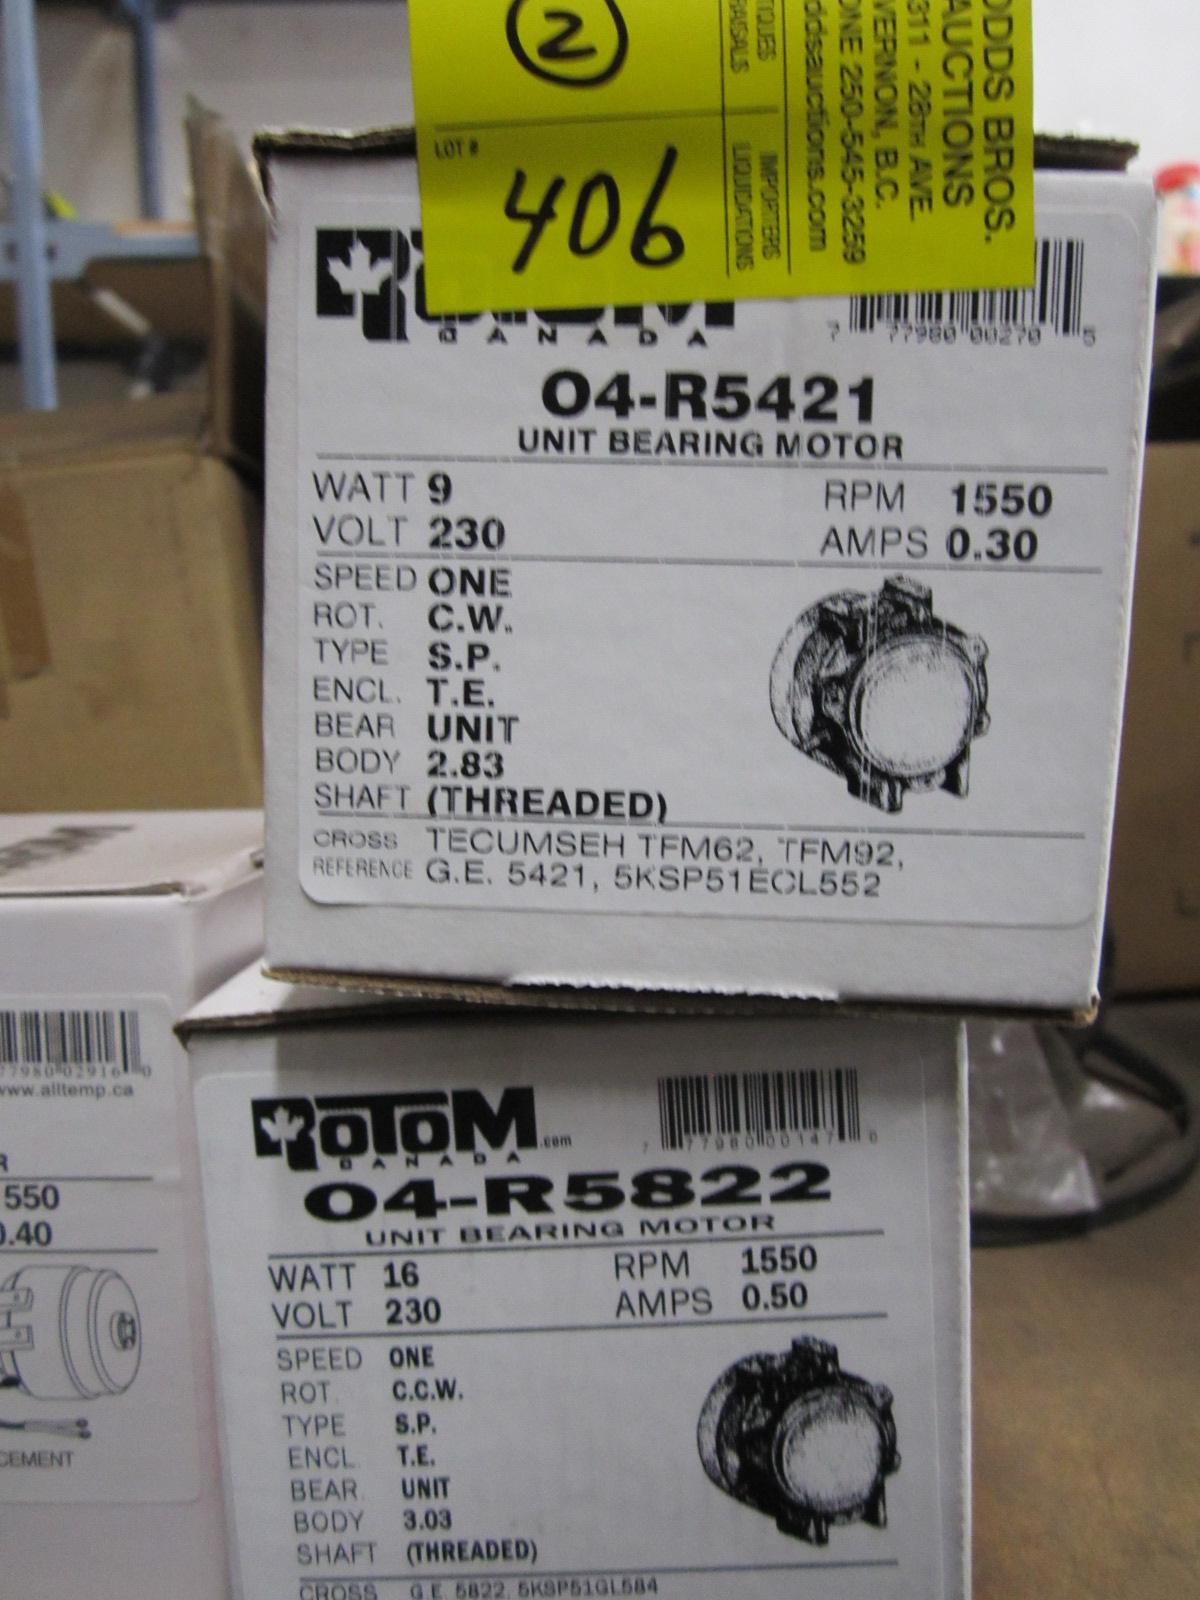 2
LOT #
406
ODDS BROS.
AUCTIONS
311 - 28TH AVE.
VERNON, B.C.
ONE 250-545-3259
ddsauctions.com
IMPORTERS
LIQUIDATIONS
ROTOM
CANADA
7 77980 00270 5
04-R5421
UNIT BEARING MOTOR
WATT 9 RPM 1550
VOLT 230 AMPS 0.30
SPEED ONE
ROT. C.W.
TYPE S.P.
ENCL. T.E.
BEAR UNIT
BODY 2.83
SHAFT (THREADED)
CROSS REFERENCE TECUMSEH TFM62, TFM92,
G.E. 5421, 5KSP51ECL552
77980 02916 0
www.alltemp.ca
R
550
0.40
CEMENT
ROTOM.com
CANADA
7 77980 00147 0
04-R5822
UNIT BEARING MOTOR
WATT 16 RPM 1550
VOLT 230 AMPS 0.50
SPEED ONE
ROT. C.C.W.
TYPE S.P.
ENCL. T.E.
BEAR. UNIT
BODY 3.03
SHAFT (THREADED)
CROSS G.E. 5822, 5KSP51GL584